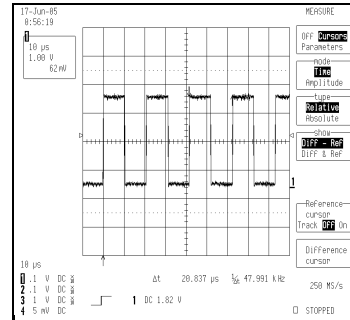 17-Jun-05
0:56:19
1
10 µs
1.00 V
62mV
MEASURE
Off Cursors
Parameters
mode
Time
Amplitude
type
Relative
Absolute
show
Diff - Ref
Diff & Ref
1
Reference
cursor
Track Off On
Difference
cursor
10 µs
1 .1 V DC
2 .1 V DC
3 1 V DC
4 5 mV DC
Δt 20.837 µs 1/Δt 47.991 kHz
1 DC 1.82 V
250 MS/s
STOPPED